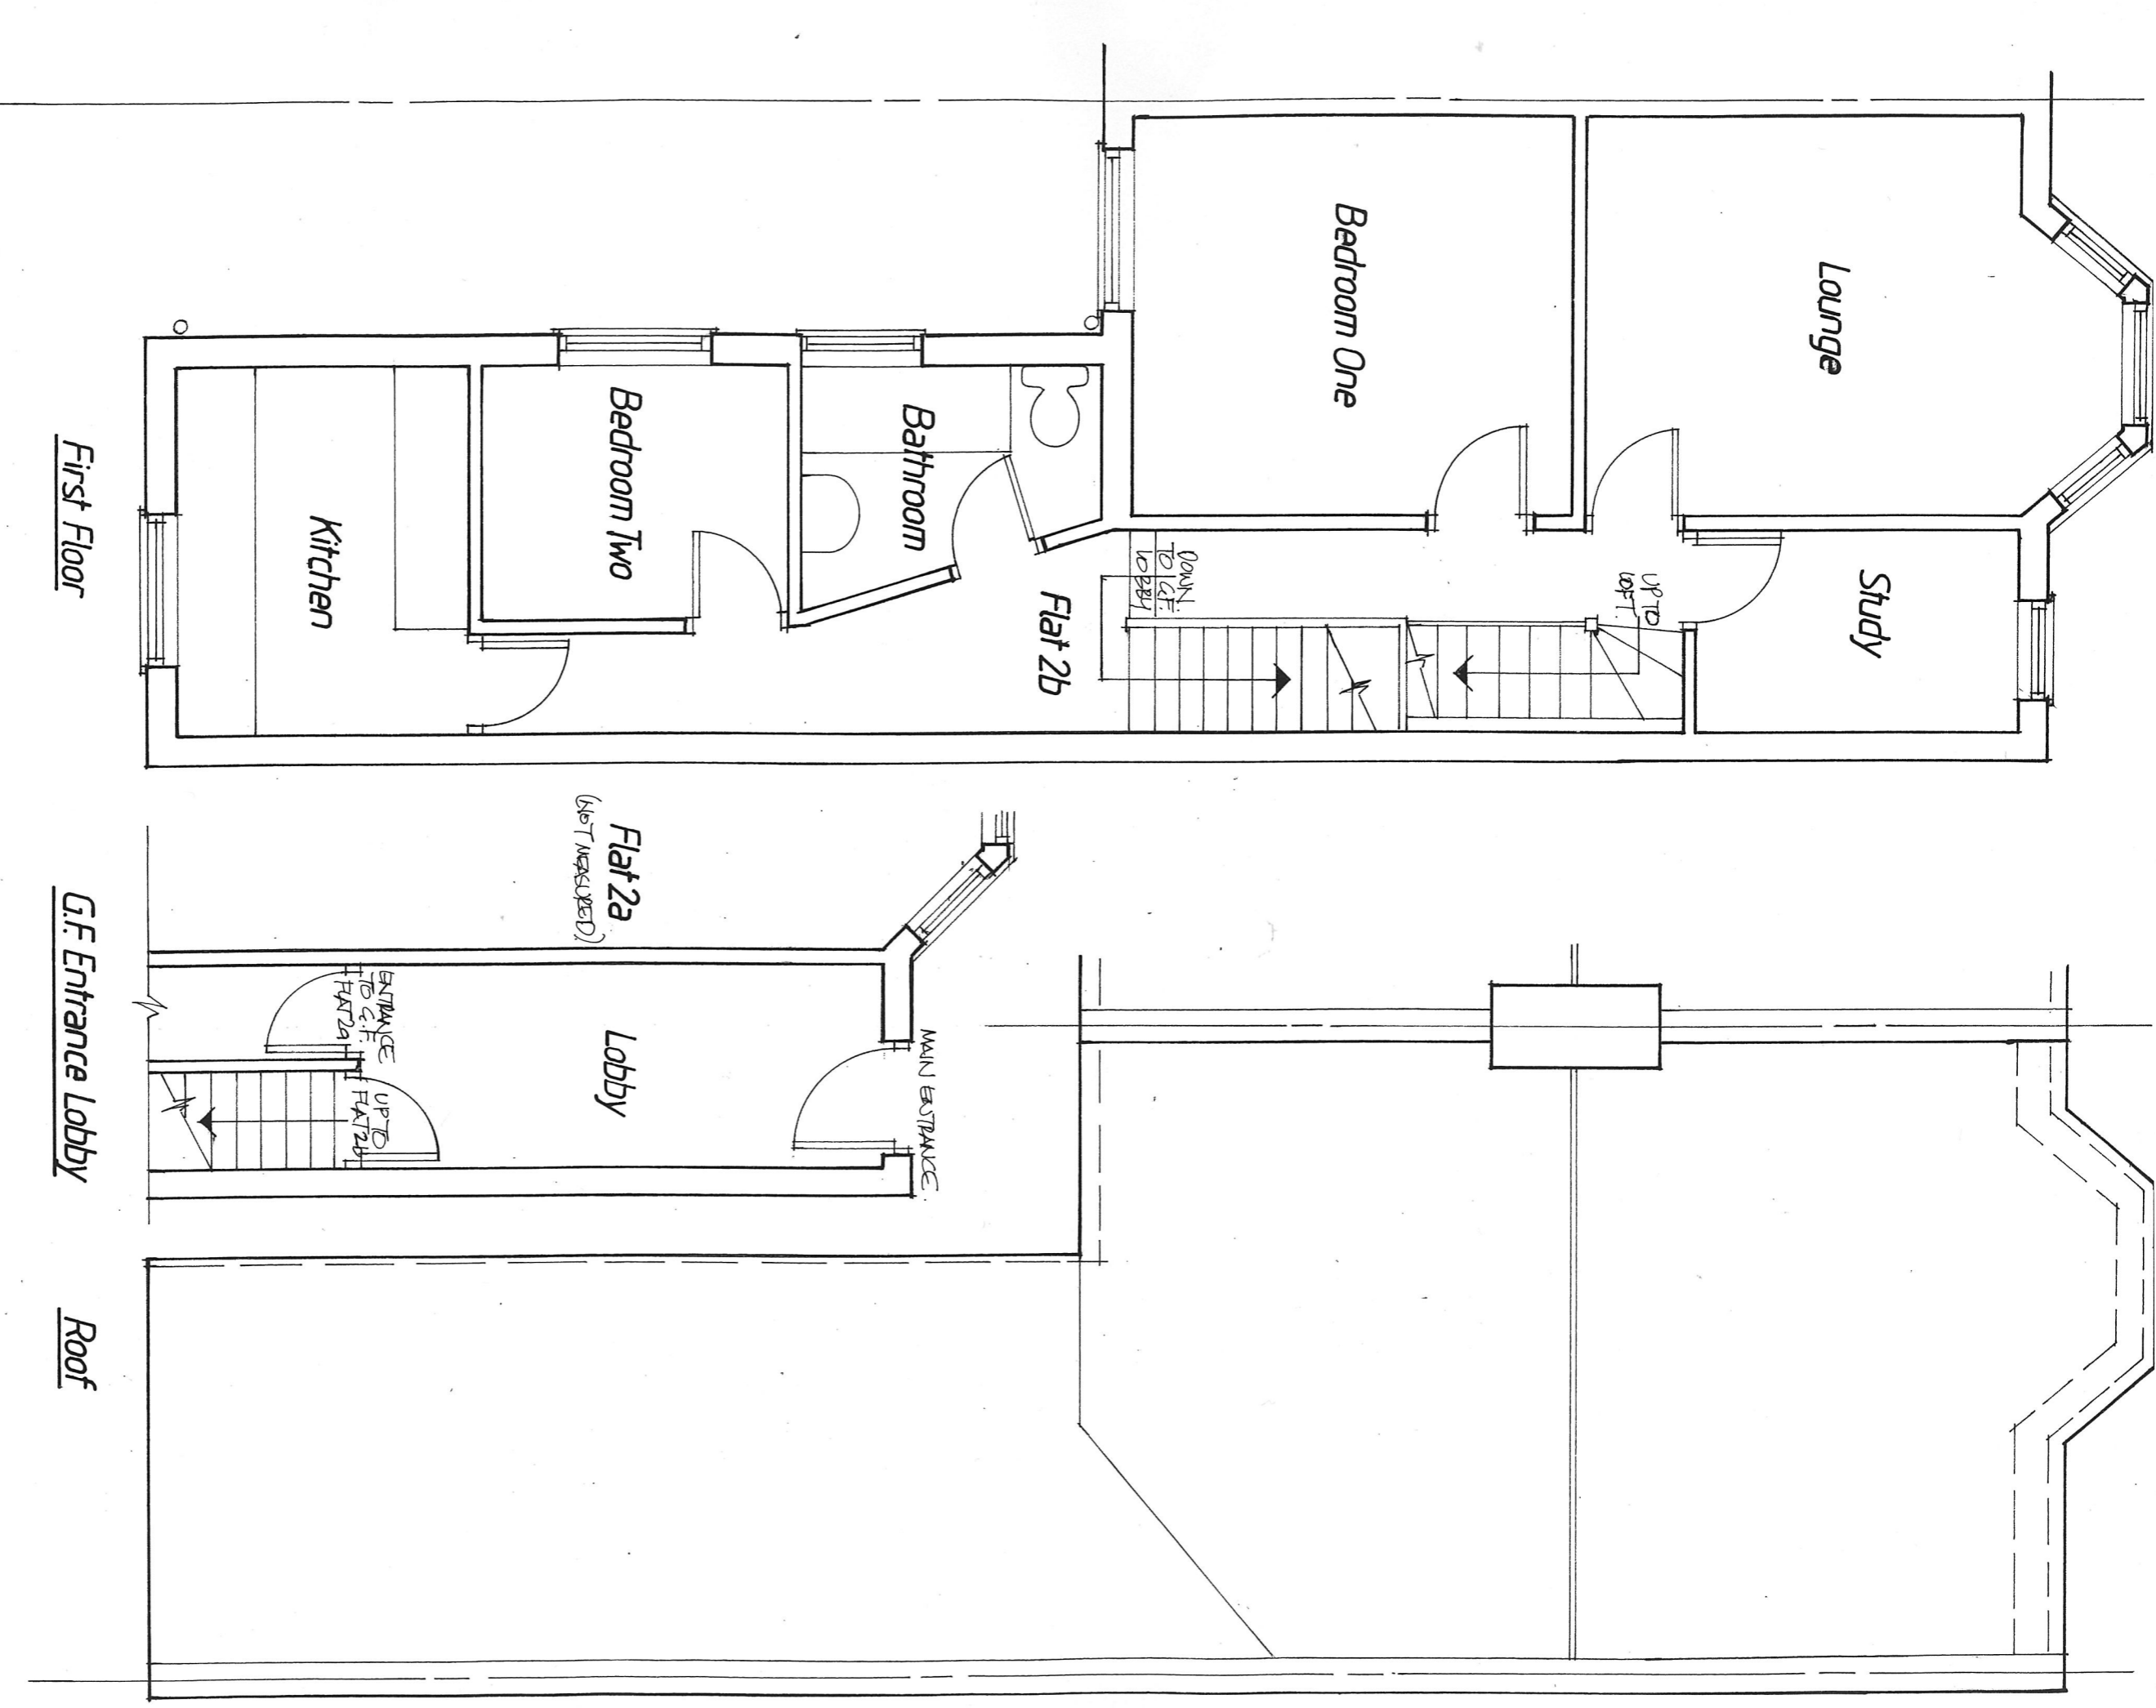 Lounge
Bedroom One
Study
UP TO
LOFT.
DOWN
TO G.F.
LOBBY
Flat 2b
Bathroom
Bedroom Two
Kitchen
First Floor
Flat 2a
(NOT MEASURED)
MAIN ENTRANCE.
Lobby
ENTRANCE
TO G.F.
FLAT 2a
UP TO
FLAT 2b
G.F. Entrance Lobby
Roof